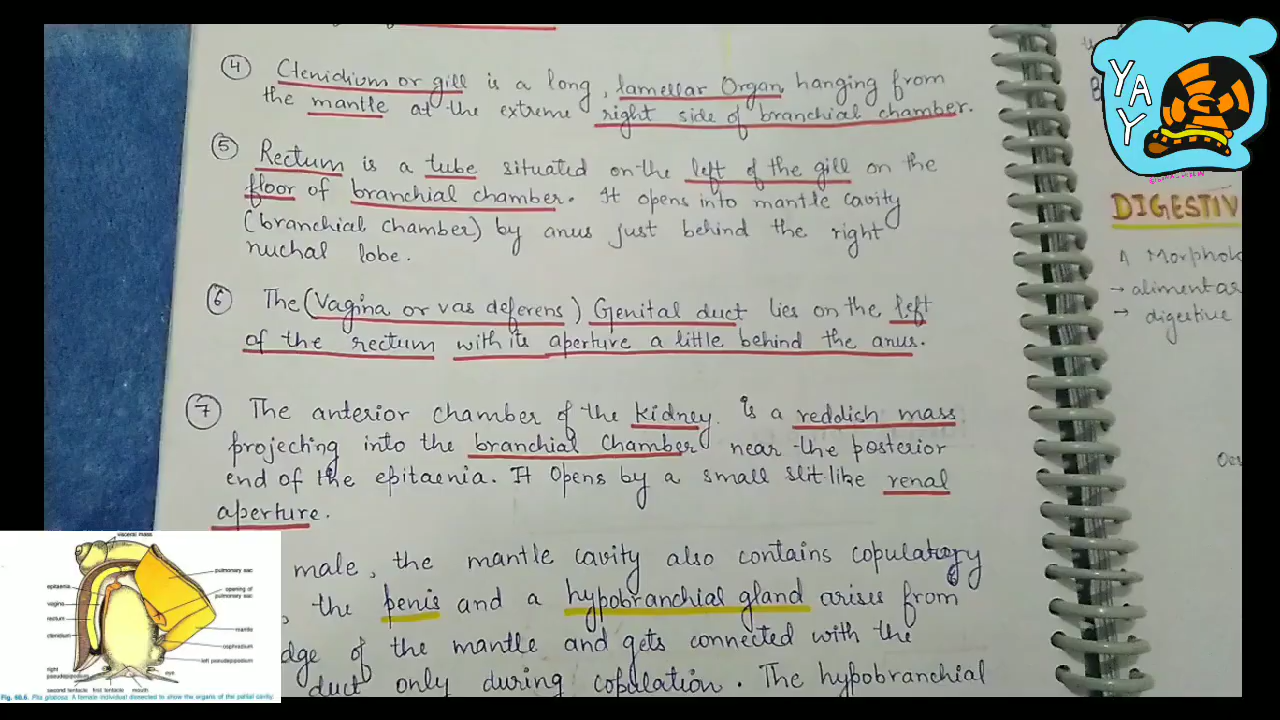 ④ Ctenidium or gill is a long, lamellar Organ hanging from
the mantle at the extreme right side of branchial chamber.
⑤ Rectum is a tube situated on the left of the gill on the
floor of branchial chamber. It opens into mantle cavity
(branchial chamber) by anus just behind the right
nuchal lobe.
⑥ The (Vagina or vas deferens) Genital duct lies on the left
of the rectum with its aperture a little behind the anus.
⑦ The anterior chamber of the kidney is a reddish mass
projecting into the branchial chamber near the posterior
end of the epitaenia. It opens by a small slit like renal
aperture.
male, the mantle cavity also contains copulatory
, the penis and a hypobranchial gland arises from
dge of the mantle and gets connected with the
duct only during copulation. The hypobranchial
YAY
DIGESTIV
Morphol
→ alimentar
→ digestive
Oes
visceral mass
pulmonary sac
opening of
pulmonary sac
mantle
osphradium
left pseudepipodium
eye
epitaenia
vagina
rectum
ctenidium
right
pseudepipodium
second tentacle first tentacle mouth
Fig. 60.6. Pila globosa. A female individual dissected to show the organs of the pallial cavity.